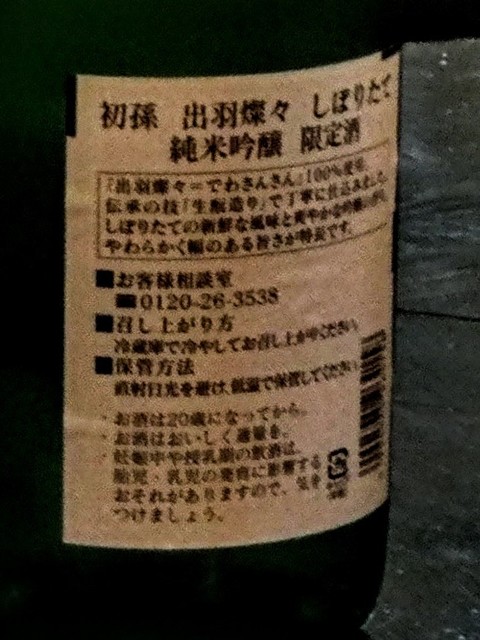 初孫 出羽燦々 しぼりたて
純米吟醸 限定酒
『出羽燦々=でわさんさん』100%使用。
伝承の技「生酛造り」で丁寧に仕込みました。
しぼりたての新鮮な風味と爽やかな吟醸
やわらかく幅のある旨さが特長です。
■お客様相談室
0120-26-3538
■召し上がり方
冷蔵庫で冷やしてお召し上がりください。
■保管方法
直射日光を避け、低温で保管してください。
・お酒は20歳になってから。
・お酒はおいしく適量を。
・妊娠中や授乳期の飲酒は、
胎児・乳児の発育に影響する
おそれがありますので、気を
つけましょう。